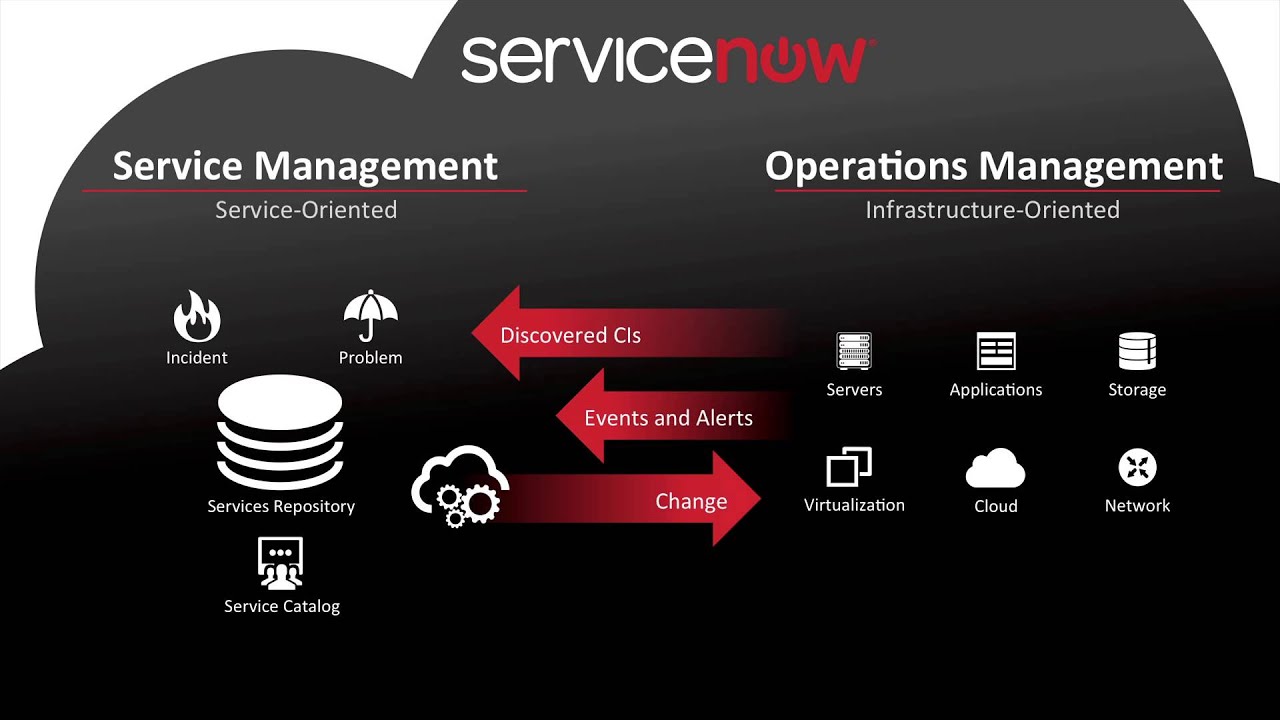 servicenow®
Service Management
Service-Oriented
Operations Management
Infrastructure-Oriented
Incident
Problem
Services Repository
Service Catalog
Discovered CIs
Events and Alerts
Change
Servers
Applications
Storage
Virtualization
Cloud
Network